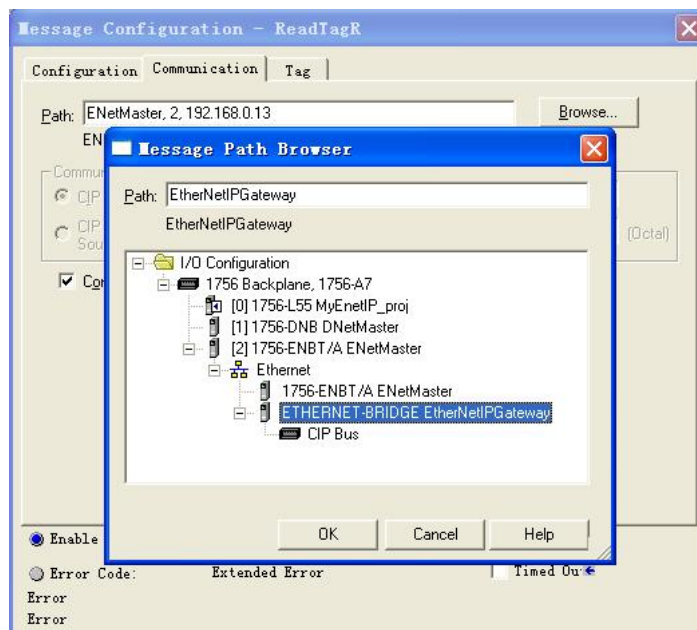 Message Configuration - ReadTagR
Configuration Communication Tag
Path: ENetMaster, 2, 192.168.0.13 Browse...
EN
Message Path Browser
Path: EtherNetIPGateway
EtherNetIPGateway
Commu
CIP
CIP
Sou
(Octal)
Co
I/O Configuration
1756 Backplane, 1756-A7
[0] 1756-L55 MyEnetIP_proj
[1] 1756-DNB DNetMaster
[2] 1756-ENBT/A ENetMaster
Ethernet
1756-ENBT/A ENetMaster
ETHERNET-BRIDGE EtherNetIPGateway
CIP Bus
OK Cancel Help
Enable
Error Code: Extended Error Timed Ou
Error
Error